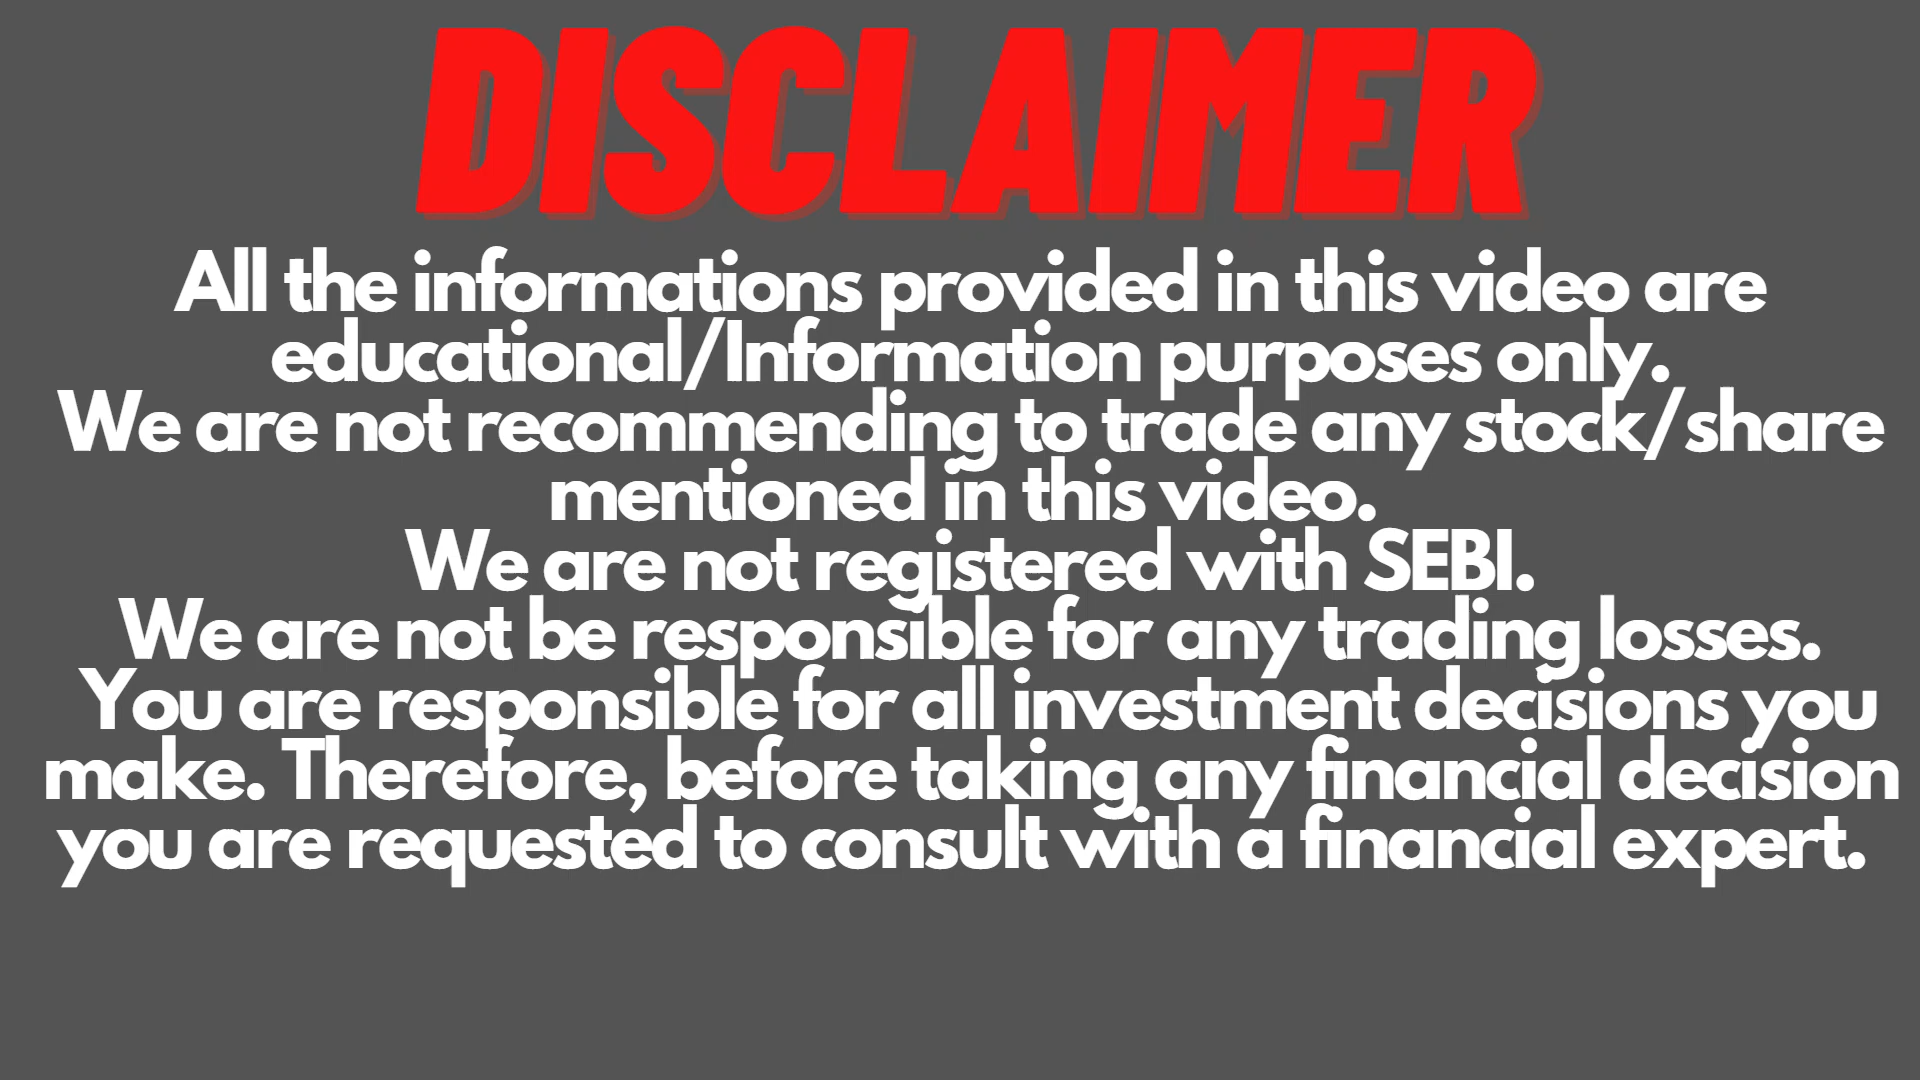 DISCLAIMER
All the informations provided in this video are
educational/Information purposes only.
We are not recommending to trade any stock/share
mentioned in this video.
We are not registered with SEBI.
We are not be responsible for any trading losses.
You are responsible for all investment decisions you
make. Therefore, before taking any financial decision
you are requested to consult with a financial expert.